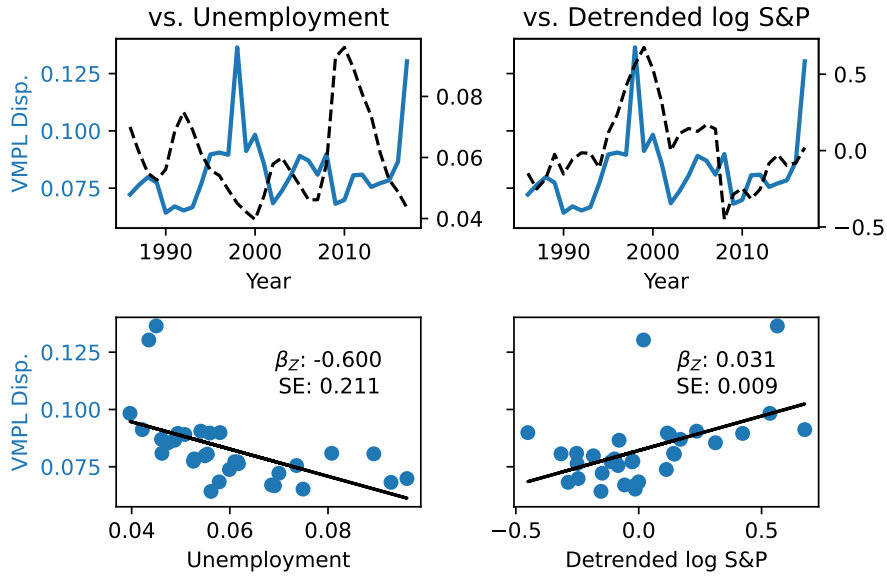 vs. Unemployment
vs. Detrended log S&P
VMPL Disp.
0.125
0.100
0.075
0.08
0.06
0.04
1990 2000 2010
Year
0.5
0.0
−0.5
1990 2000 2010
Year
VMPL Disp.
0.125
0.100
0.075
βZ: -0.600
SE: 0.211
0.04 0.06 0.08
Unemployment
βZ: 0.031
SE: 0.009
−0.5 0.0 0.5
Detrended log S&P